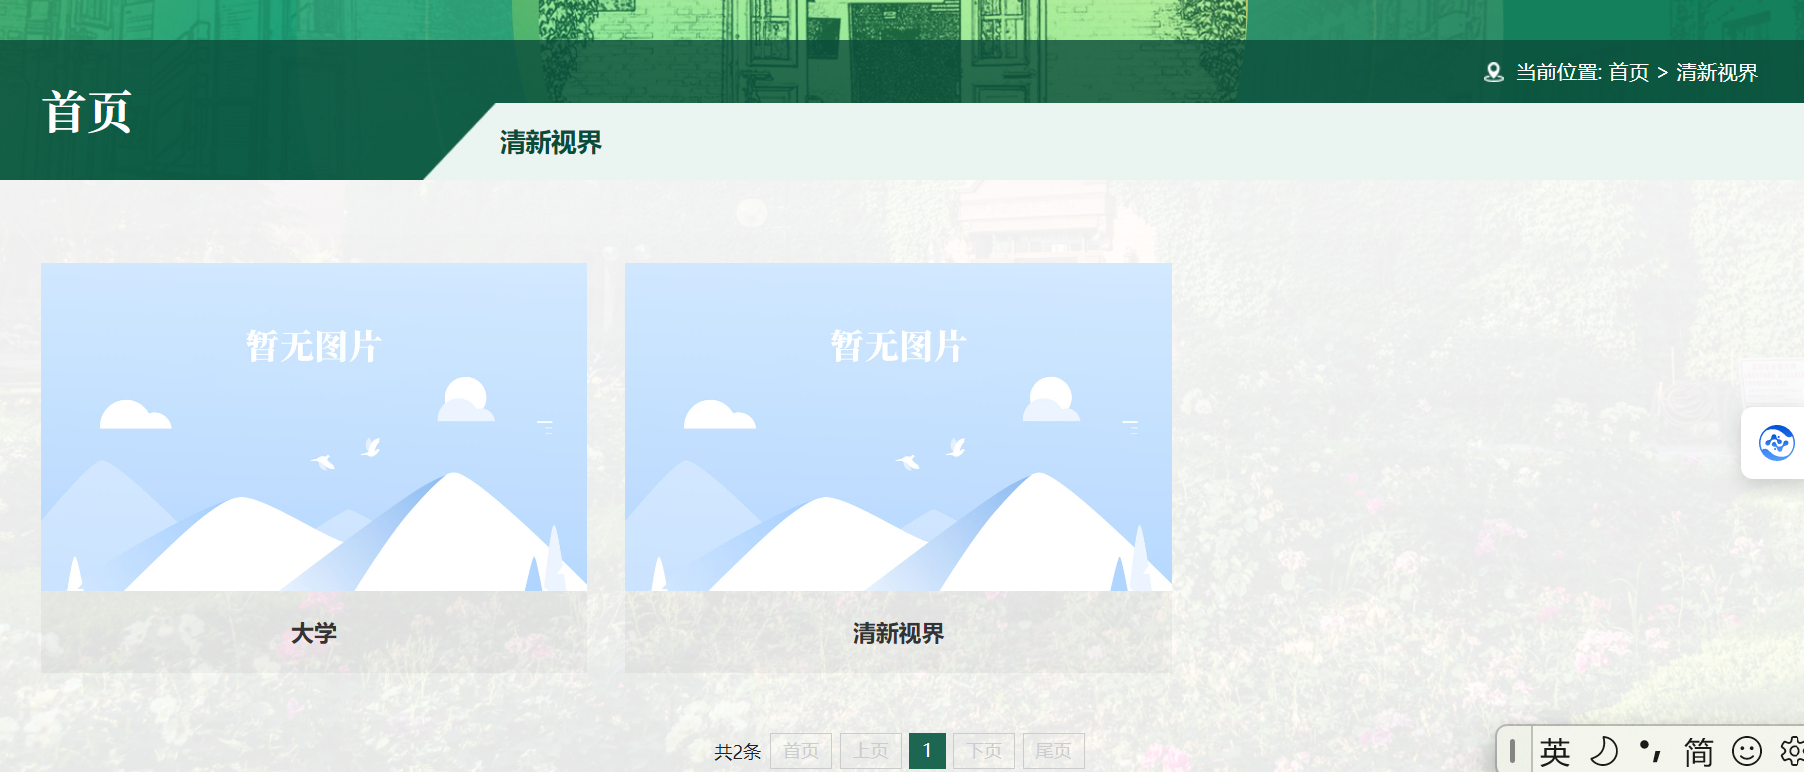 当前位置: 首页 > 清新视界
首页
清新视界
暂无图片
暂无图片
大学
清新视界
共2条 首页 上页 1 下页 尾页
英 简